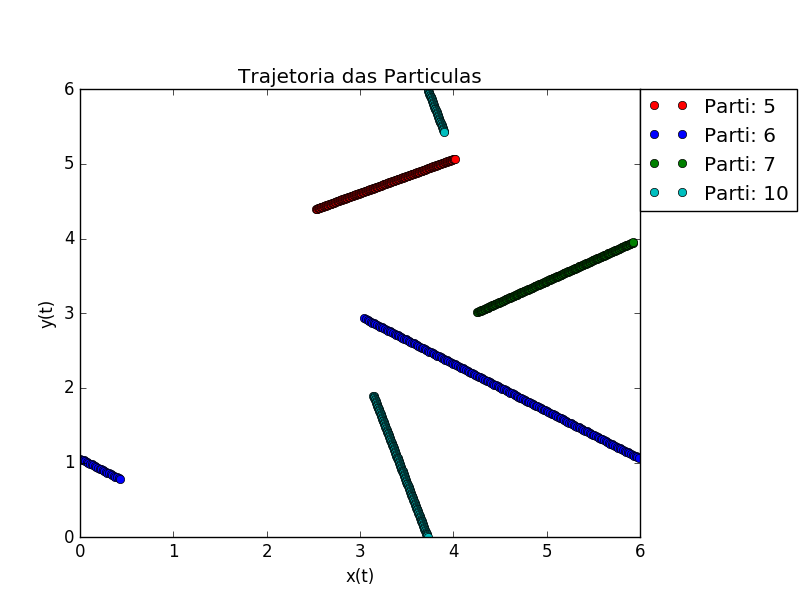 Trajetoria das Particulas
6
5
4
3
2
1
0
y(t)
0 1 2 3 4 5 6
x(t)
Parti: 5
Parti: 6
Parti: 7
Parti: 10